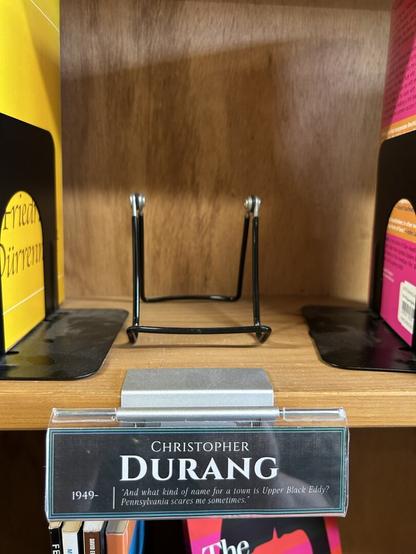 Friedr
Dürrenm
CHRISTOPHER
DURANG
1949-
"And what kind of name for a town is Upper Black Eddy?
Pennsylvania scares me sometimes."
The